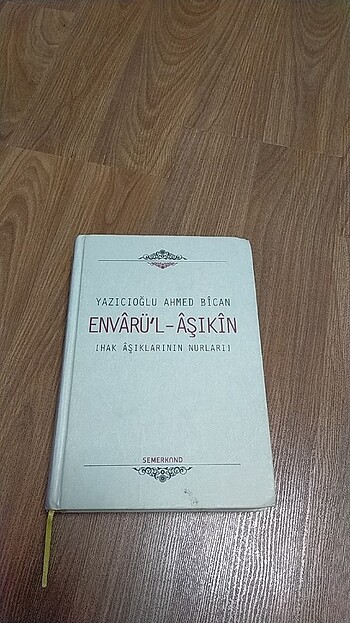 YAZICIOĞLU AHMED BÎCAN
ENVÂRÜ'L-ÂŞIKÎN
[HAK ÂŞIKLARININ NURLARI]
SEMERKAND